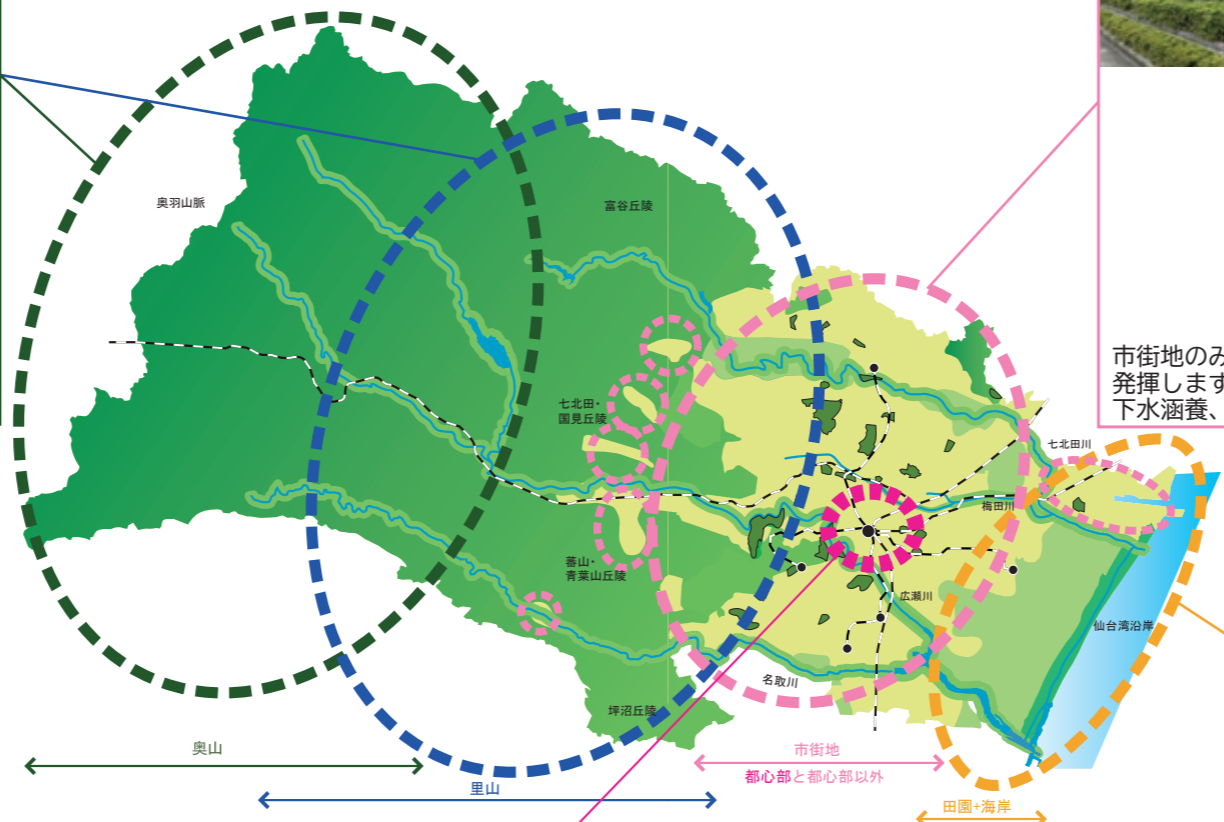 市街地のみ
発揮します
下水涵養、
奥羽山脈
富谷丘陵
七北田・
国見丘陵
七北田川
梅田川
蕃山・
青葉山丘陵
広瀬川
仙台湾沿岸
名取川
坪沼丘陵
奥山
里山
市街地
都心部と都心部以外
田園+海岸